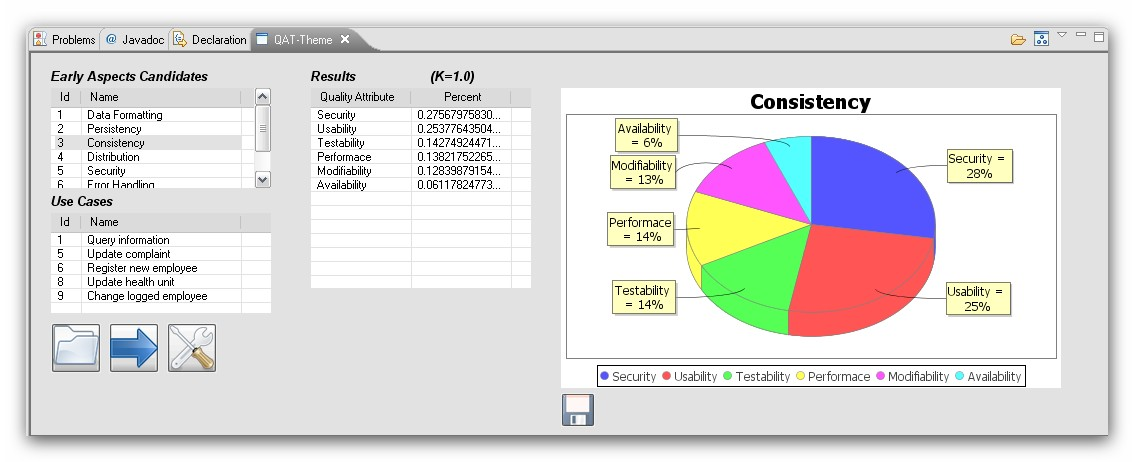 Problems @ Javadoc Declaration QAT-Theme
Early Aspects Candidates
Id Name
1 Data Formatting
2 Persistency
3 Consistency
4 Distribution
5 Security
6 Error Handling
Use Cases
Id Name
1 Query information
5 Update complaint
6 Register new employee
8 Update health unit
9 Change logged employee
Results (K=1.0)
Quality Attribute Percent
Security 0.27567975830...
Usability 0.25377643504...
Testability 0.14274924471...
Performace 0.13821752265...
Modifiability 0.12839879154...
Availability 0.06117824773...
Consistency
Availability
= 6%
Modifiability
= 13%
Performace
= 14%
Testability
= 14%
Security =
28%
Usability =
25%
Security Usability Testability Performace Modifiability Availability